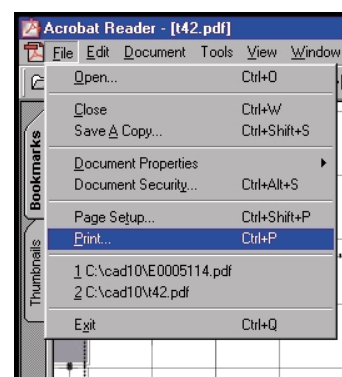 Acrobat Reader - [t42.pdf]
File Edit Document Tools View Window
Open... Ctrl+O
Close Ctrl+W
Save A Copy... Ctrl+Shift+S
Document Properties
Document Security... Ctrl+Alt+S
Page Setup... Ctrl+Shift+P
Print... Ctrl+P
1 C:\cad10\E0005114.pdf
2 C:\cad10\t42.pdf
Exit Ctrl+Q
Bookmarks
Thumbnails